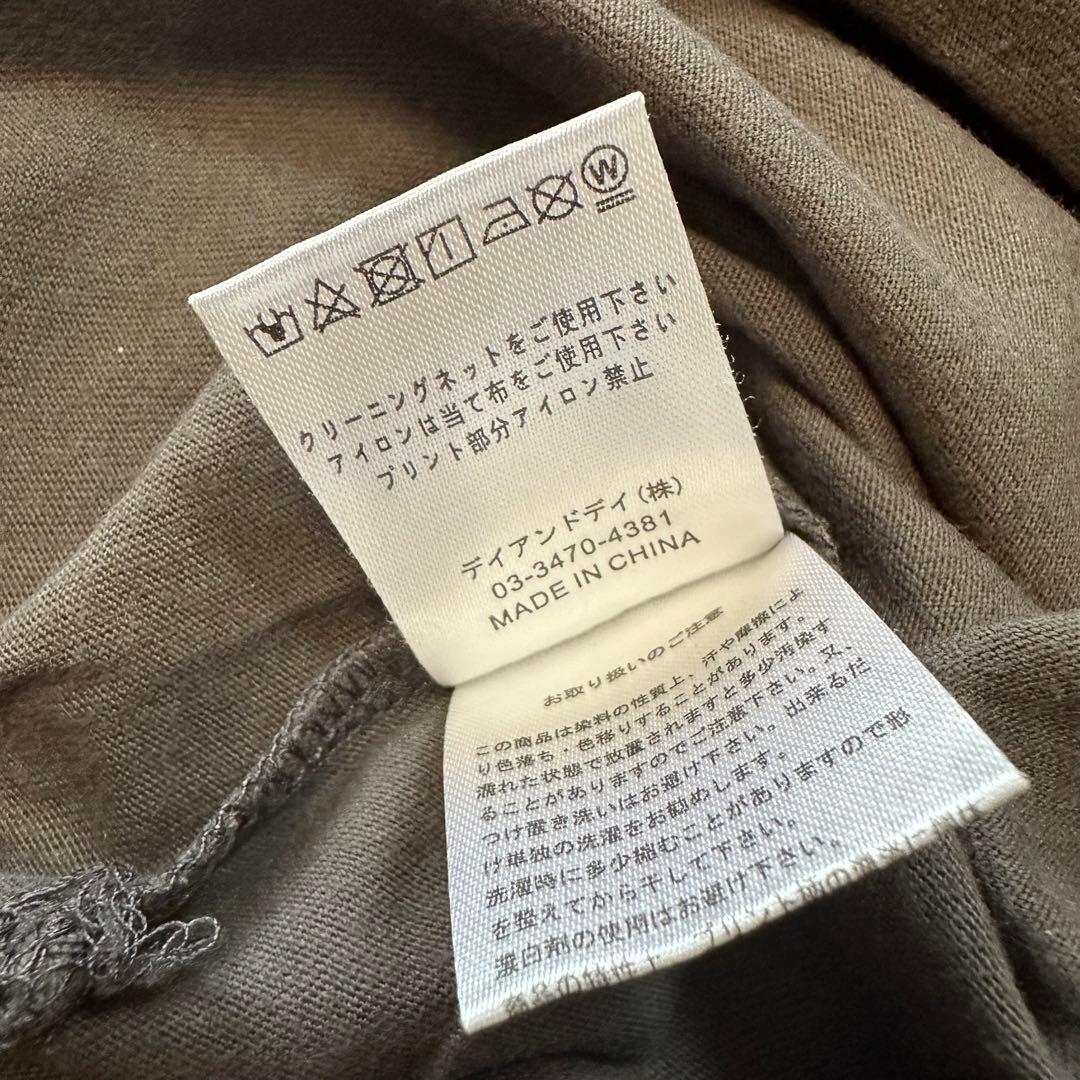 W
クリーニングネットをご使用下さい
アイロンは当て布をご使用下さい
プリント部分アイロン禁止
デイアンドデイ(株)
03-3470-4381
MADE IN CHINA
お取り扱いのご注意
この商品は染料の性質上、汗や摩擦によ
り色落ち・色移りすることがあります。
濡れた状態で放置されますと多少汚染す
ることがありますのでご注意下さい。又、
つけ置き洗いはお避け下さい。出来るだ
け単独の洗濯をお勧めします。
洗濯時に多少縮むことがありますので形
を整えてから干して下さい。
漂白剤の使用はお避け下さい。